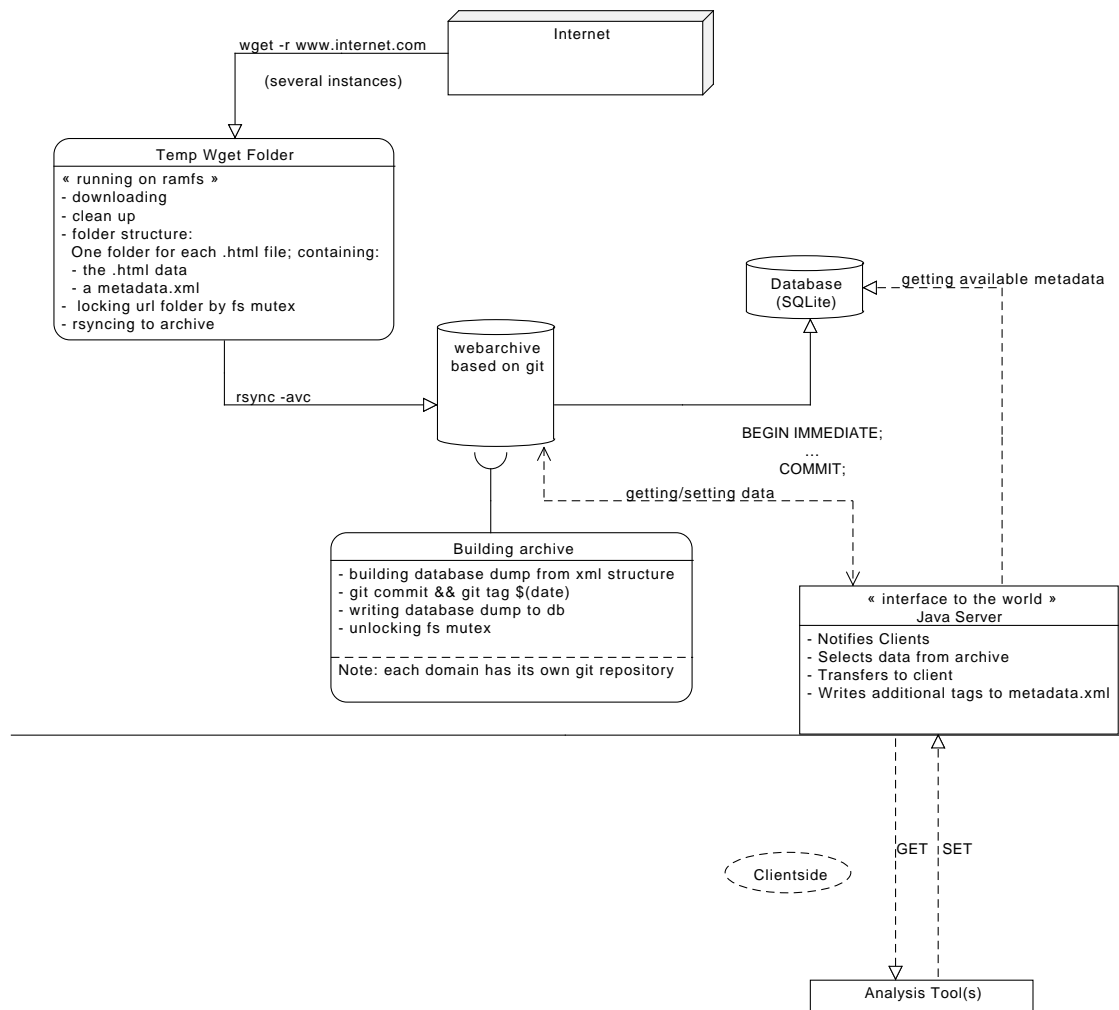 Internet
wget -r www.internet.com
(several instances)
Temp Wget Folder
« running on ramfs »
- downloading
- clean up
- folder structure:
One folder for each .html file; containing:
- the .html data
- a metadata.xml
- locking url folder by fs mutex
- rsyncing to archive
Database
(SQLite)
getting available metadata
webarchive
based on git
rsync -avc
BEGIN IMMEDIATE;
...
COMMIT;
getting/setting data
Building archive
- building database dump from xml structure
- git commit && git tag $(date)
- writing database dump to db
- unlocking fs mutex
Note: each domain has its own git repository
« interface to the world »
Java Server
- Notifies Clients
- Selects data from archive
- Transfers to client
- Writes additional tags to metadata.xml
GET
SET
Clientside
Analysis Tool(s)